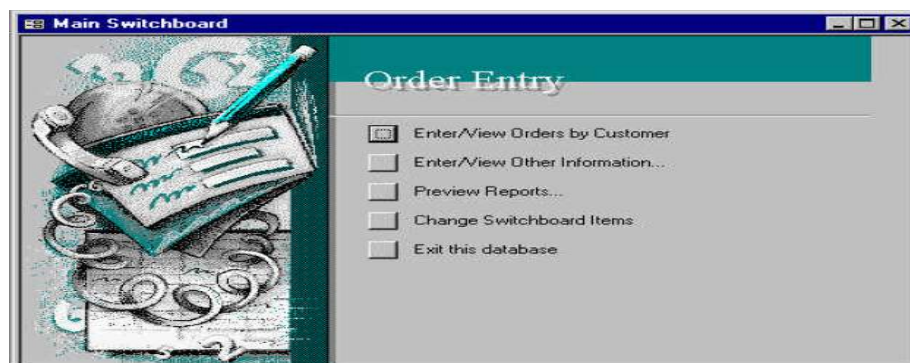 Main Switchboard
Order Entry
Enter/View Orders by Customer
Enter/View Other Information...
Preview Reports...
Change Switchboard Items
Exit this database